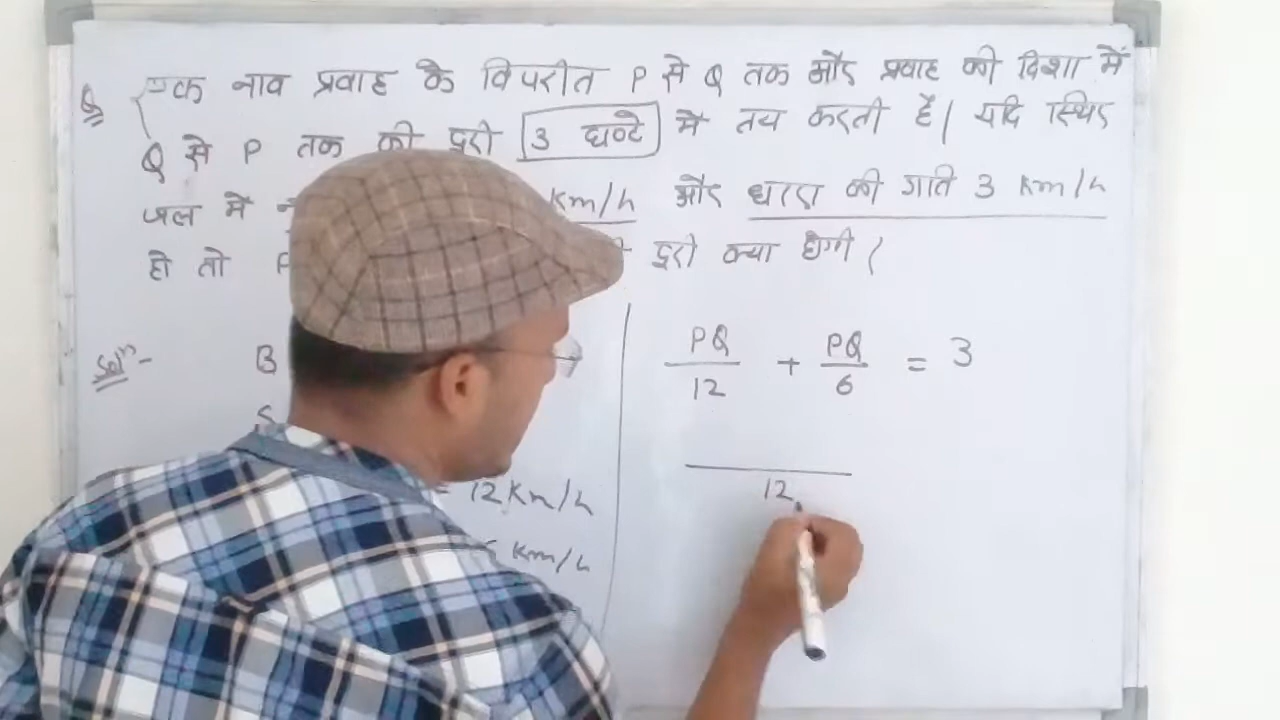 Q एक नाव प्रवाह के विपरीत P से Q तक और प्रवाह की दिशा में
Q से P तक की दूरी 3 घण्टे में तय करती है। यदि स्थिर
जल में Km/h और धारा की गति 3 Km/h
हो तो दूरी क्या होगी।
Solⁿ-
B
PQ/12 + PQ/6 = 3
12
= 12 Km/h
Km/h